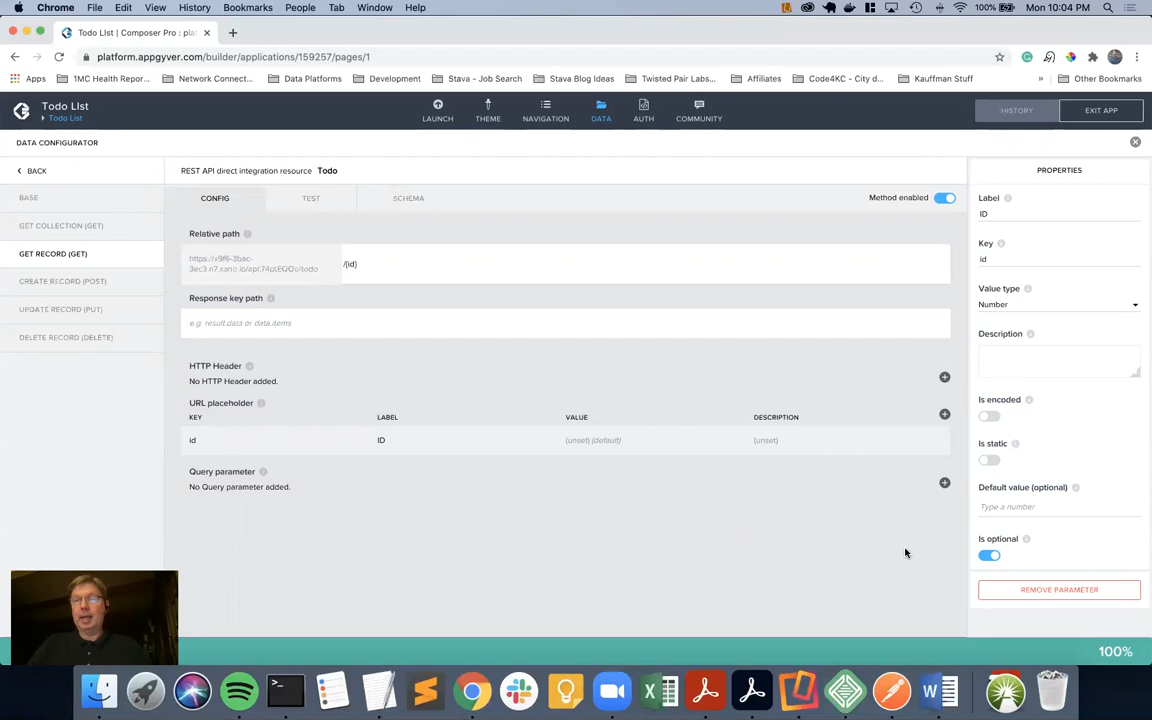 Chrome File Edit View History Bookmarks People Tab Window Help
100% Mon 10:04 PM
Todo LIst | Composer Pro : pla
platform.appgyver.com/builder/applications/159257/pages/1
Apps 1MC Health Repor... Network Connect... Data Platforms Development Stava - Job Search Stava Blog Ideas Twisted Pair Labs... Affiliates Code4KC - City d... Kauffman Stuff » Other Bookmarks
Todo LIst
Todo List
LAUNCH THEME NAVIGATION DATA AUTH COMMUNITY
HISTORY EXIT APP
DATA CONFIGURATOR
BACK
REST API direct integration resource Todo
PROPERTIES
BASE
CONFIG TEST SCHEMA
Method enabled
Label
ID
GET COLLECTION (GET)
Relative path
Key
id
GET RECORD (GET)
/{id}
CREATE RECORD (POST)
Value type
Number
Response key path
UPDATE RECORD (PUT)
e.g. result.data or data.items
Description
DELETE RECORD (DELETE)
HTTP Header
No HTTP Header added.
Is encoded
URL placeholder
KEY LABEL VALUE DESCRIPTION
id ID (unset) (default) (unset)
Is static
Query parameter
No Query parameter added.
Default value (optional)
Type a number
Is optional
REMOVE PARAMETER
100%